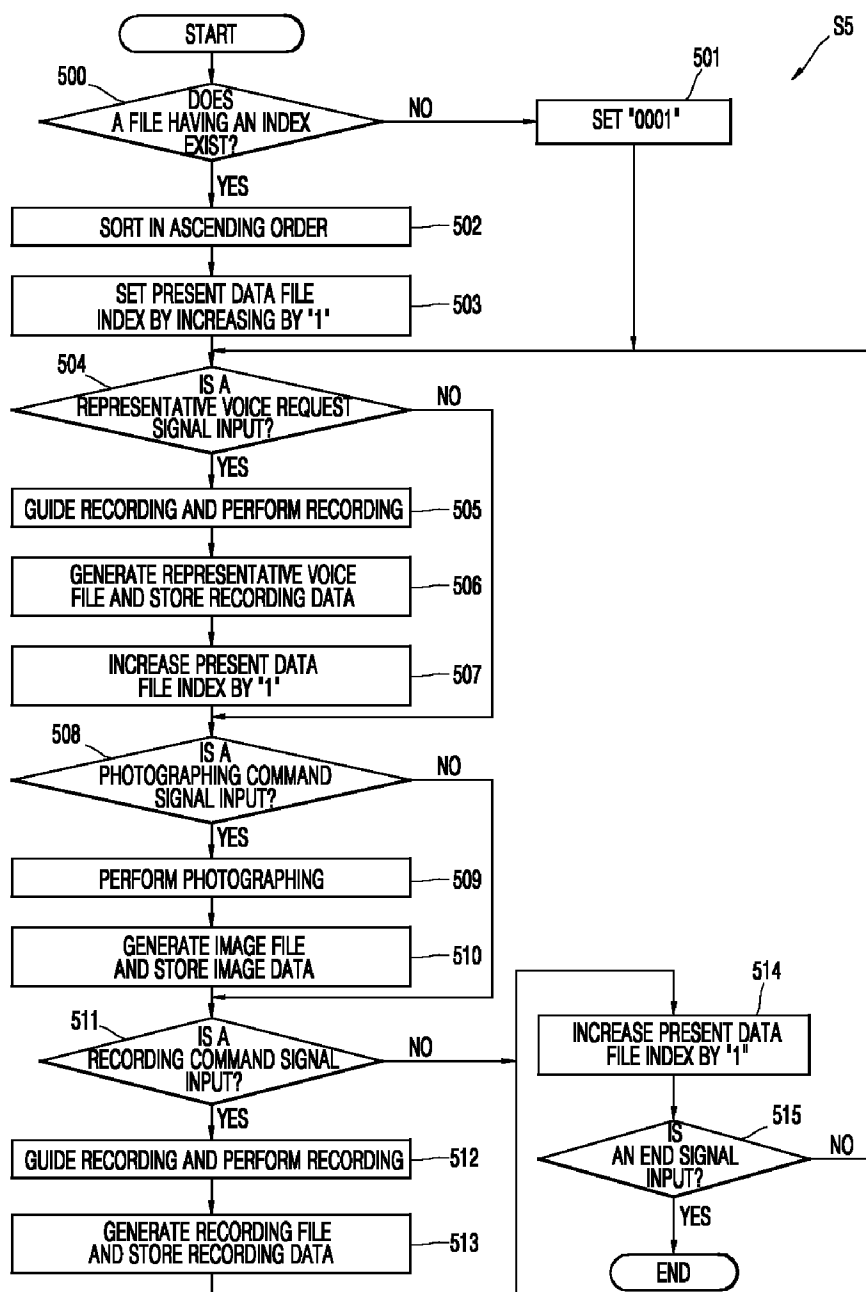 START
S5
500
DOES
A FILE HAVING AN INDEX
EXIST?
NO
501
SET "0001"
YES
SORT IN ASCENDING ORDER
502
SET PRESENT DATA FILE
INDEX BY INCREASING BY "1"
503
504
IS A
REPRESENTATIVE VOICE REQUEST
SIGNAL INPUT?
NO
YES
GUIDE RECORDING AND PERFORM RECORDING
505
GENERATE REPRESENTATIVE VOICE
FILE AND STORE RECORDING DATA
506
INCREASE PRESENT DATA
FILE INDEX BY "1"
507
508
IS A
PHOTOGRAPHING COMMAND
SIGNAL INPUT?
NO
YES
PERFORM PHOTOGRAPHING
509
GENERATE IMAGE FILE
AND STORE IMAGE DATA
510
511
IS A
RECORDING COMMAND SIGNAL
INPUT?
NO
YES
GUIDE RECORDING AND PERFORM RECORDING
512
GENERATE RECORDING FILE
AND STORE RECORDING DATA
513
514
INCREASE PRESENT DATA
FILE INDEX BY "1"
515
IS
AN END SIGNAL
INPUT?
NO
YES
END